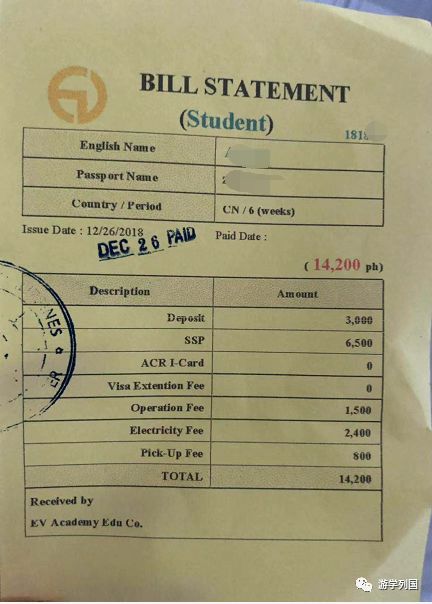 BILL STATEMENT
(Student)
181
English Name
Passport Name
Country / Period CN / 6 (weeks)
Issue Date : 12/26/2018 Paid Date :
DEC 26 PAID
( 14,200 ph)
Description Amount
Deposit 3,000
SSP 6,500
ACR I-Card 0
Visa Extention Fee 0
Operation Fee 1,500
Electricity Fee 2,400
Pick-Up Fee 800
TOTAL 14,200
Received by
EV Academy Edu Co.
游学列国